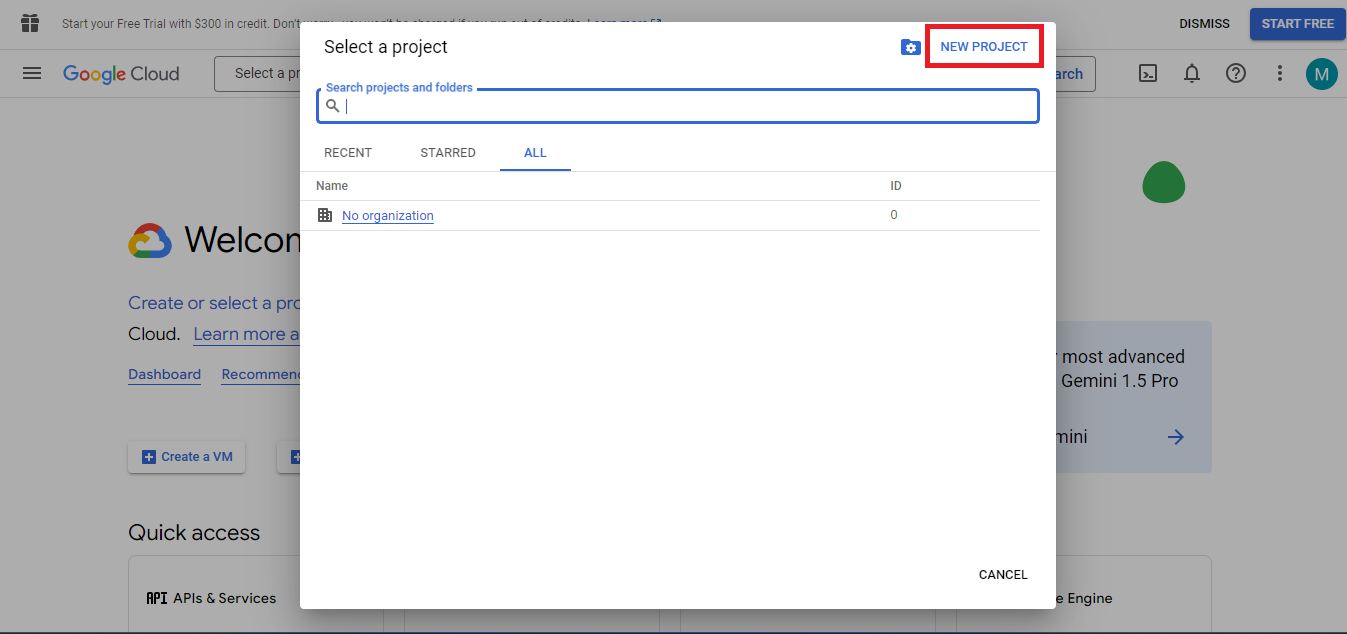 Start your Free Trial with $300 in credit. Don't worry—you won't be charged if you run out of credits. Learn more
DISMISS
START FREE
Google Cloud
Select a pr
arch
M
Select a project
NEW PROJECT
Search projects and folders
RECENT
STARRED
ALL
Name
ID
No organization
0
Welcom
Create or select a pro
Cloud. Learn more a
Dashboard
Recommend
most advanced
Gemini 1.5 Pro
mini
Create a VM
Quick access
API APIs & Services
e Engine
CANCEL